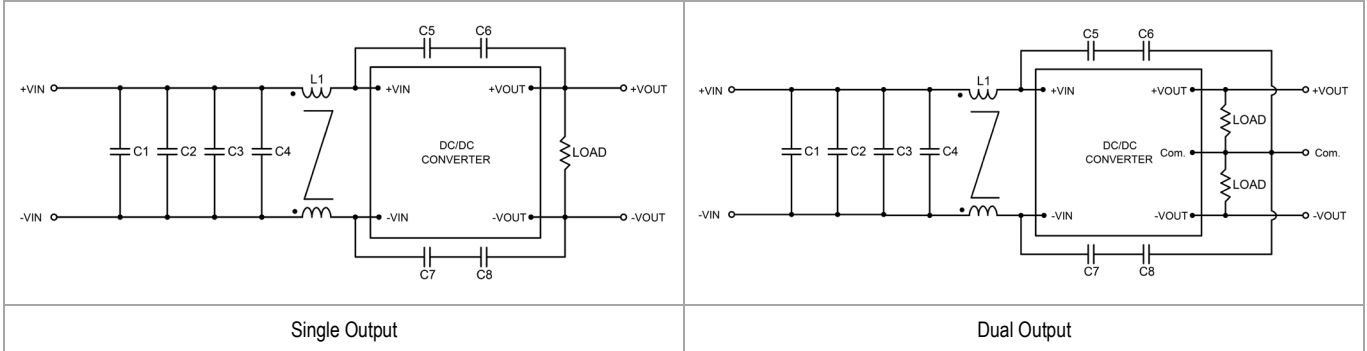 C5 C6
+VIN
L1
+VIN
+VOUT
+VOUT
C1
C2
C3
C4
DC/DC
CONVERTER
LOAD
-VIN
-VIN
-VOUT
-VOUT
C7 C8
Single Output
C5 C6
+VIN
L1
+VIN
+VOUT
+VOUT
LOAD
C1
C2
C3
C4
DC/DC
CONVERTER
Com.
Com.
LOAD
-VIN
-VIN
-VOUT
-VOUT
C7 C8
Dual Output